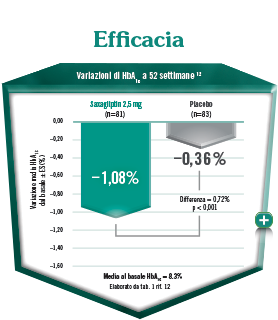 Efficacia
Variazioni di HbA1c a 52 settimane 12
Saxagliptin 2,5 mg
(n=81)
Placebo
(n=83)
Variazione media HbA1c
dal basale ± ES (%)
0,00
–0,20
–0,40
–0,60
–0,80
–1,00
–1,20
–1,40
–1,60
–1,08%
–0,36%
Differenza = 0,72%
p < 0,001
Media al basale HbA1c = 8.3%
Elaborato da tab. 1 rif. 12